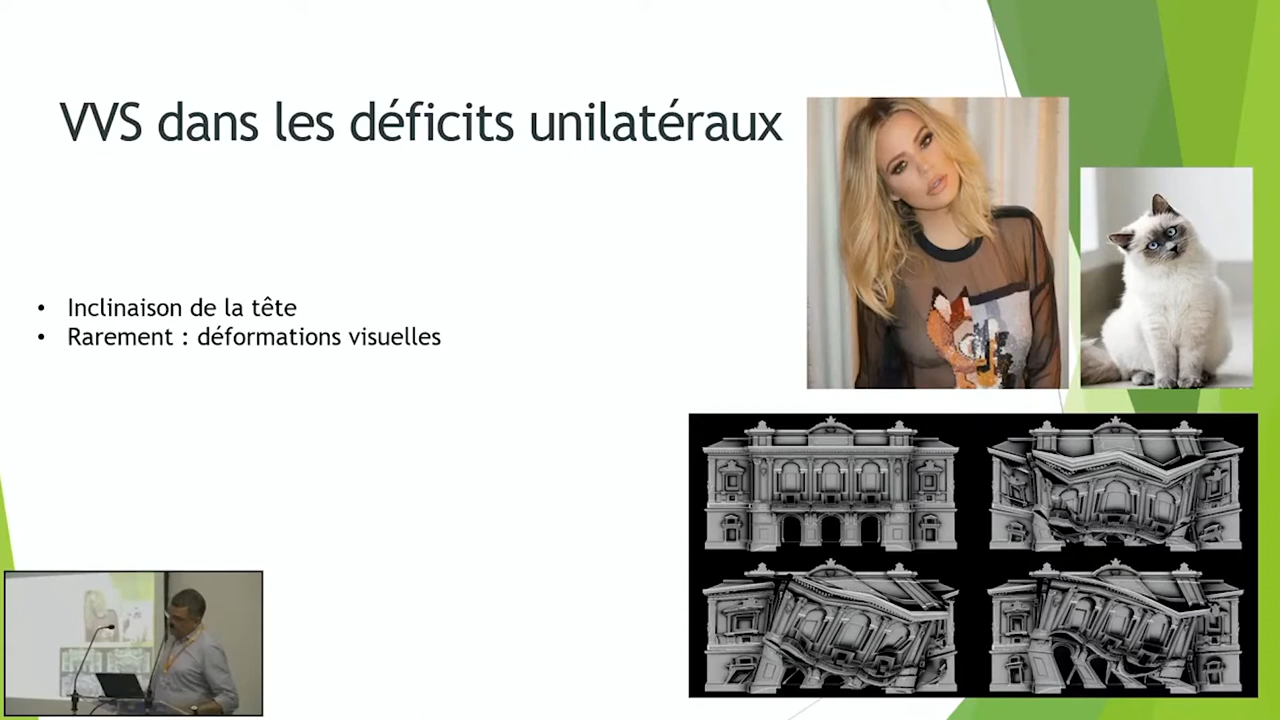 VVS dans les déficits unilatéraux
• Inclinaison de la tête
• Rarement : déformations visuelles